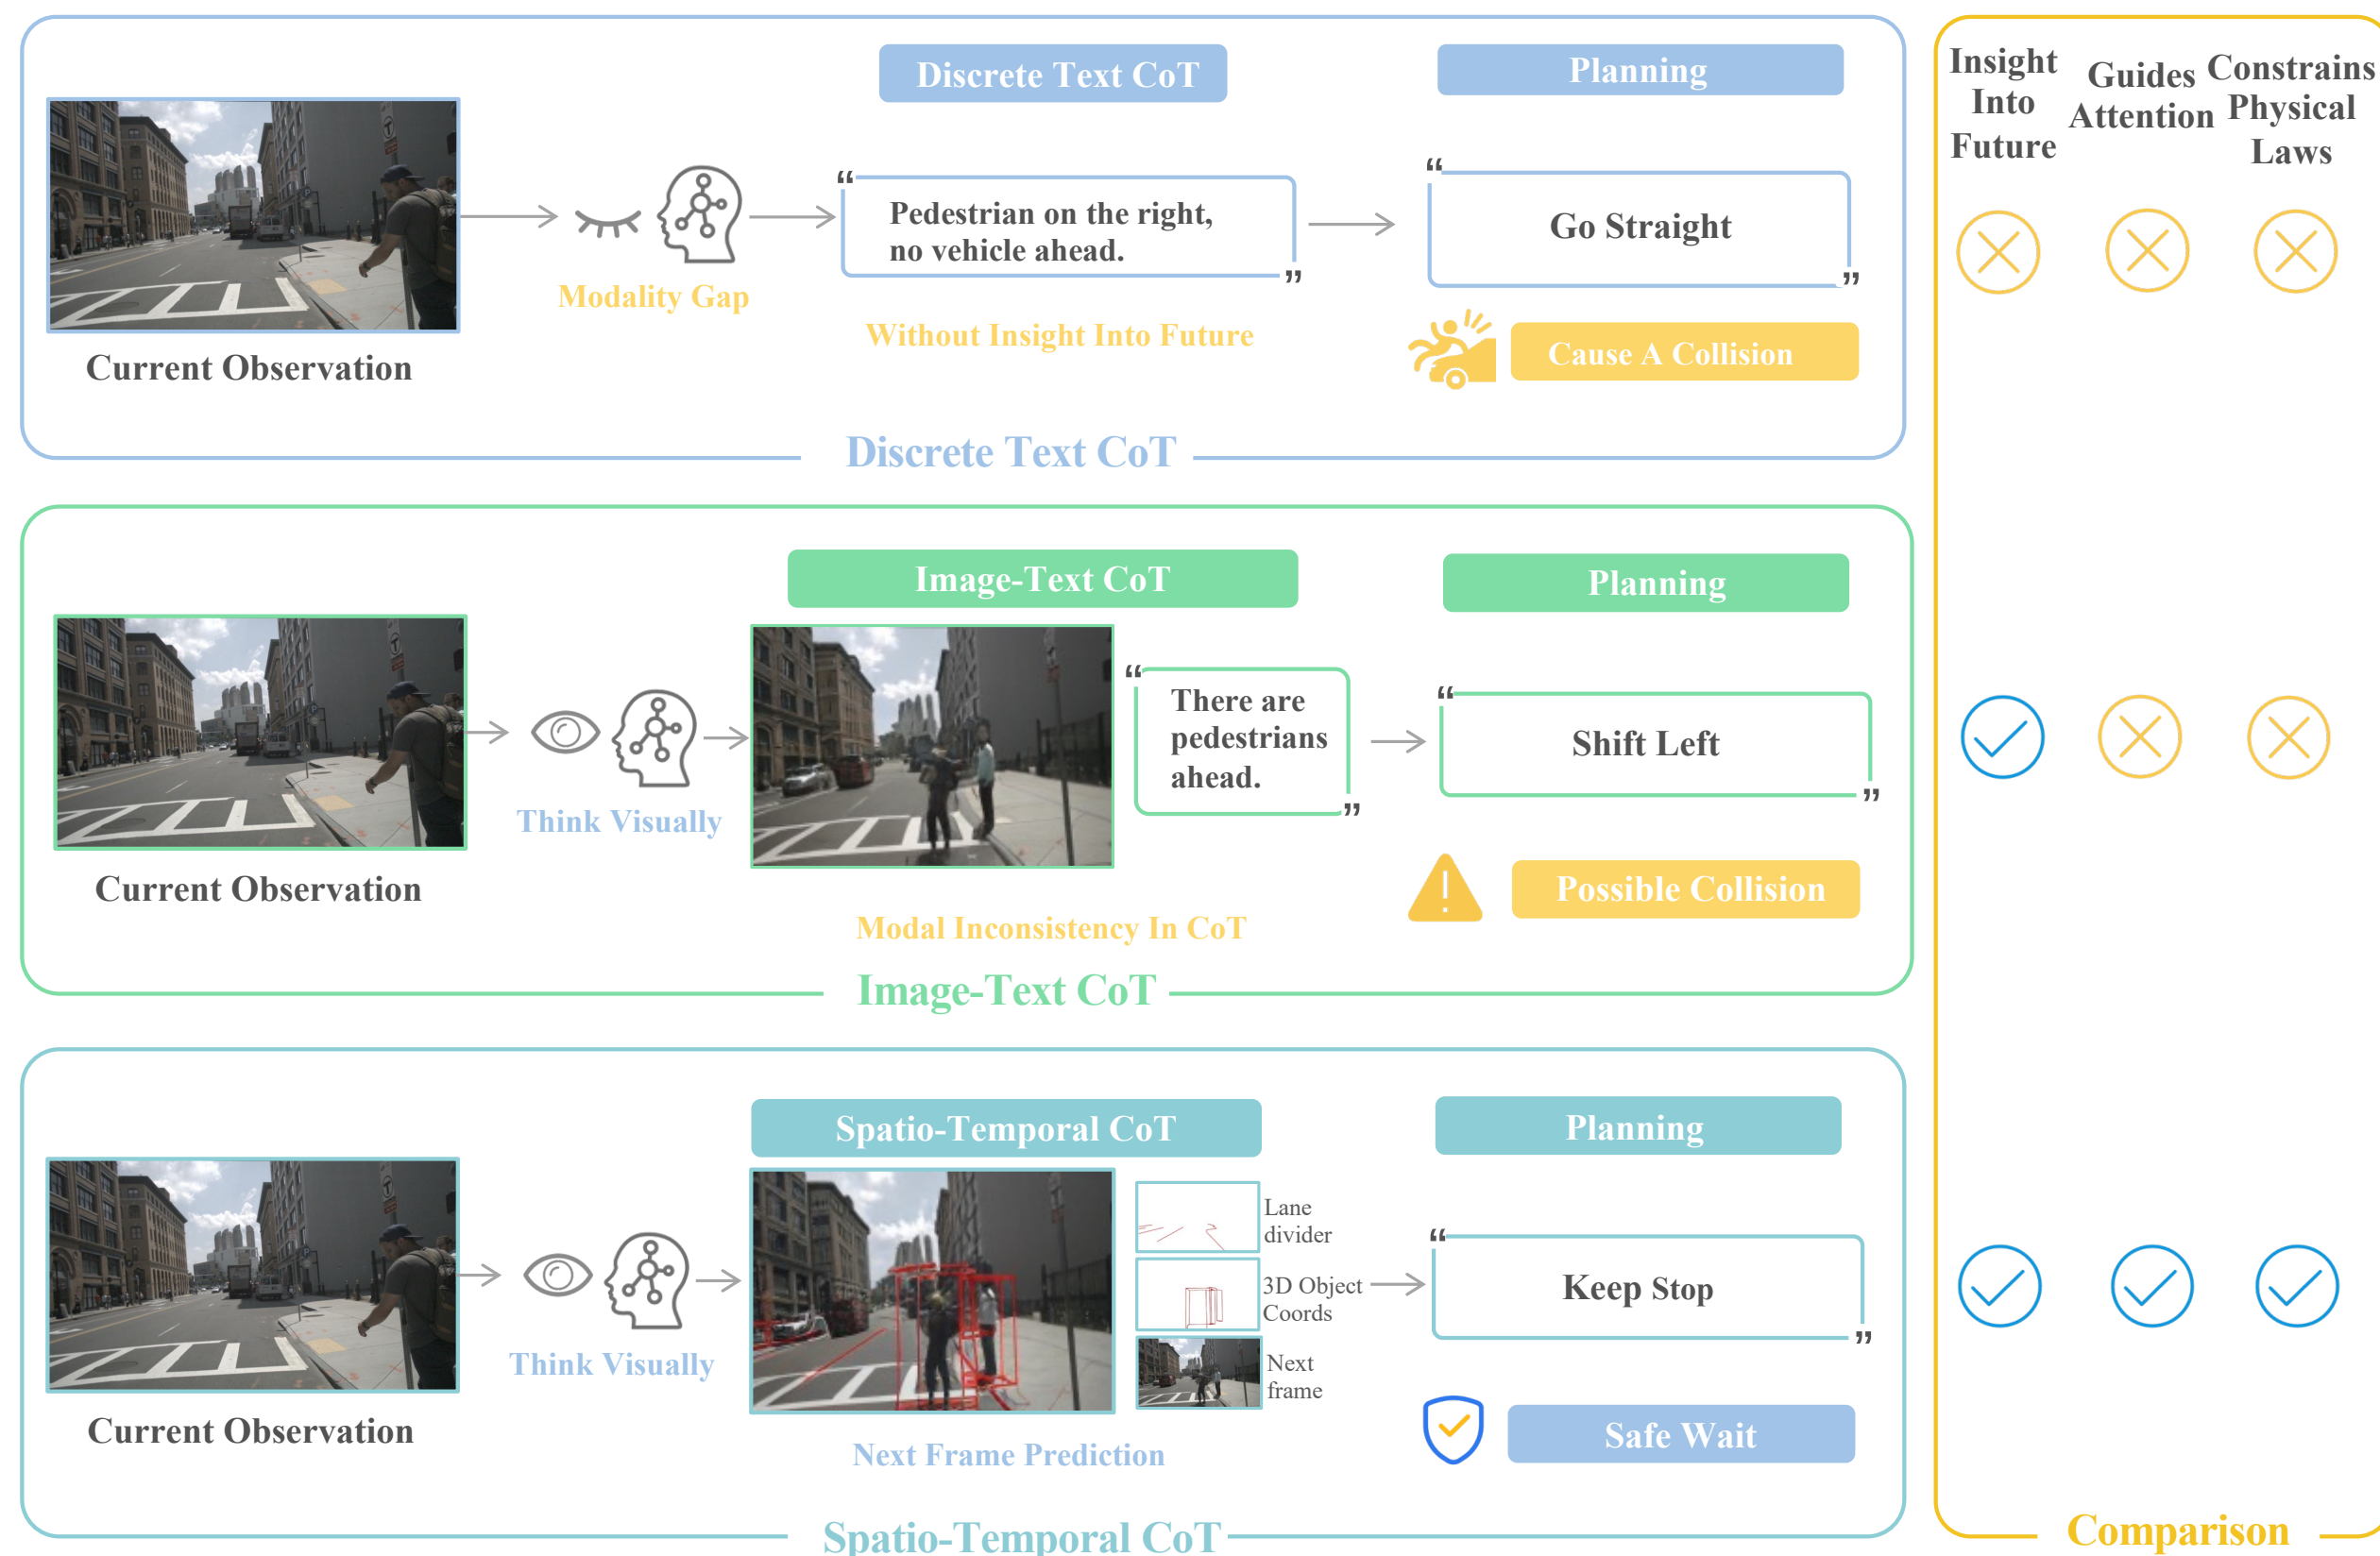 Discrete Text CoT
Planning
“
Pedestrian on the right,
no vehicle ahead.
”
“
Go Straight
”
Modality Gap
Without Insight Into Future
Cause A Collision
Current Observation
Discrete Text CoT
Image-Text CoT
Planning
“
There are
pedestrians
ahead.
”
“
Shift Left
”
Think Visually
Current Observation
Possible Collision
Modal Inconsistency In CoT
Image-Text CoT
Spatio-Temporal CoT
Planning
Lane
divider
3D Object
Coords
Next
frame
“
Keep Stop
”
Think Visually
Current Observation
Next Frame Prediction
Safe Wait
Spatio-Temporal CoT
Insight
Into
Future
Guides
Attention
Constrains
Physical
Laws
Comparison